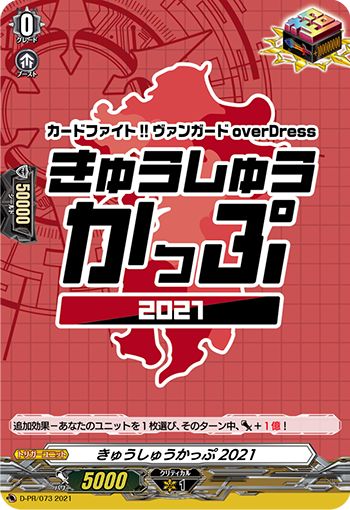 0
グレード
ブースト
カードファイト!! ヴァンガード overDress
きゅうしゅう
かっぷ
2021
50000
シールド
追加効果－あなたのユニットを1枚選び、そのターン中、+1億!
トリガーユニット
きゅうしゅうかっぷ 2021
D-PR/073 2021
パワー 5000
クリティカル
1